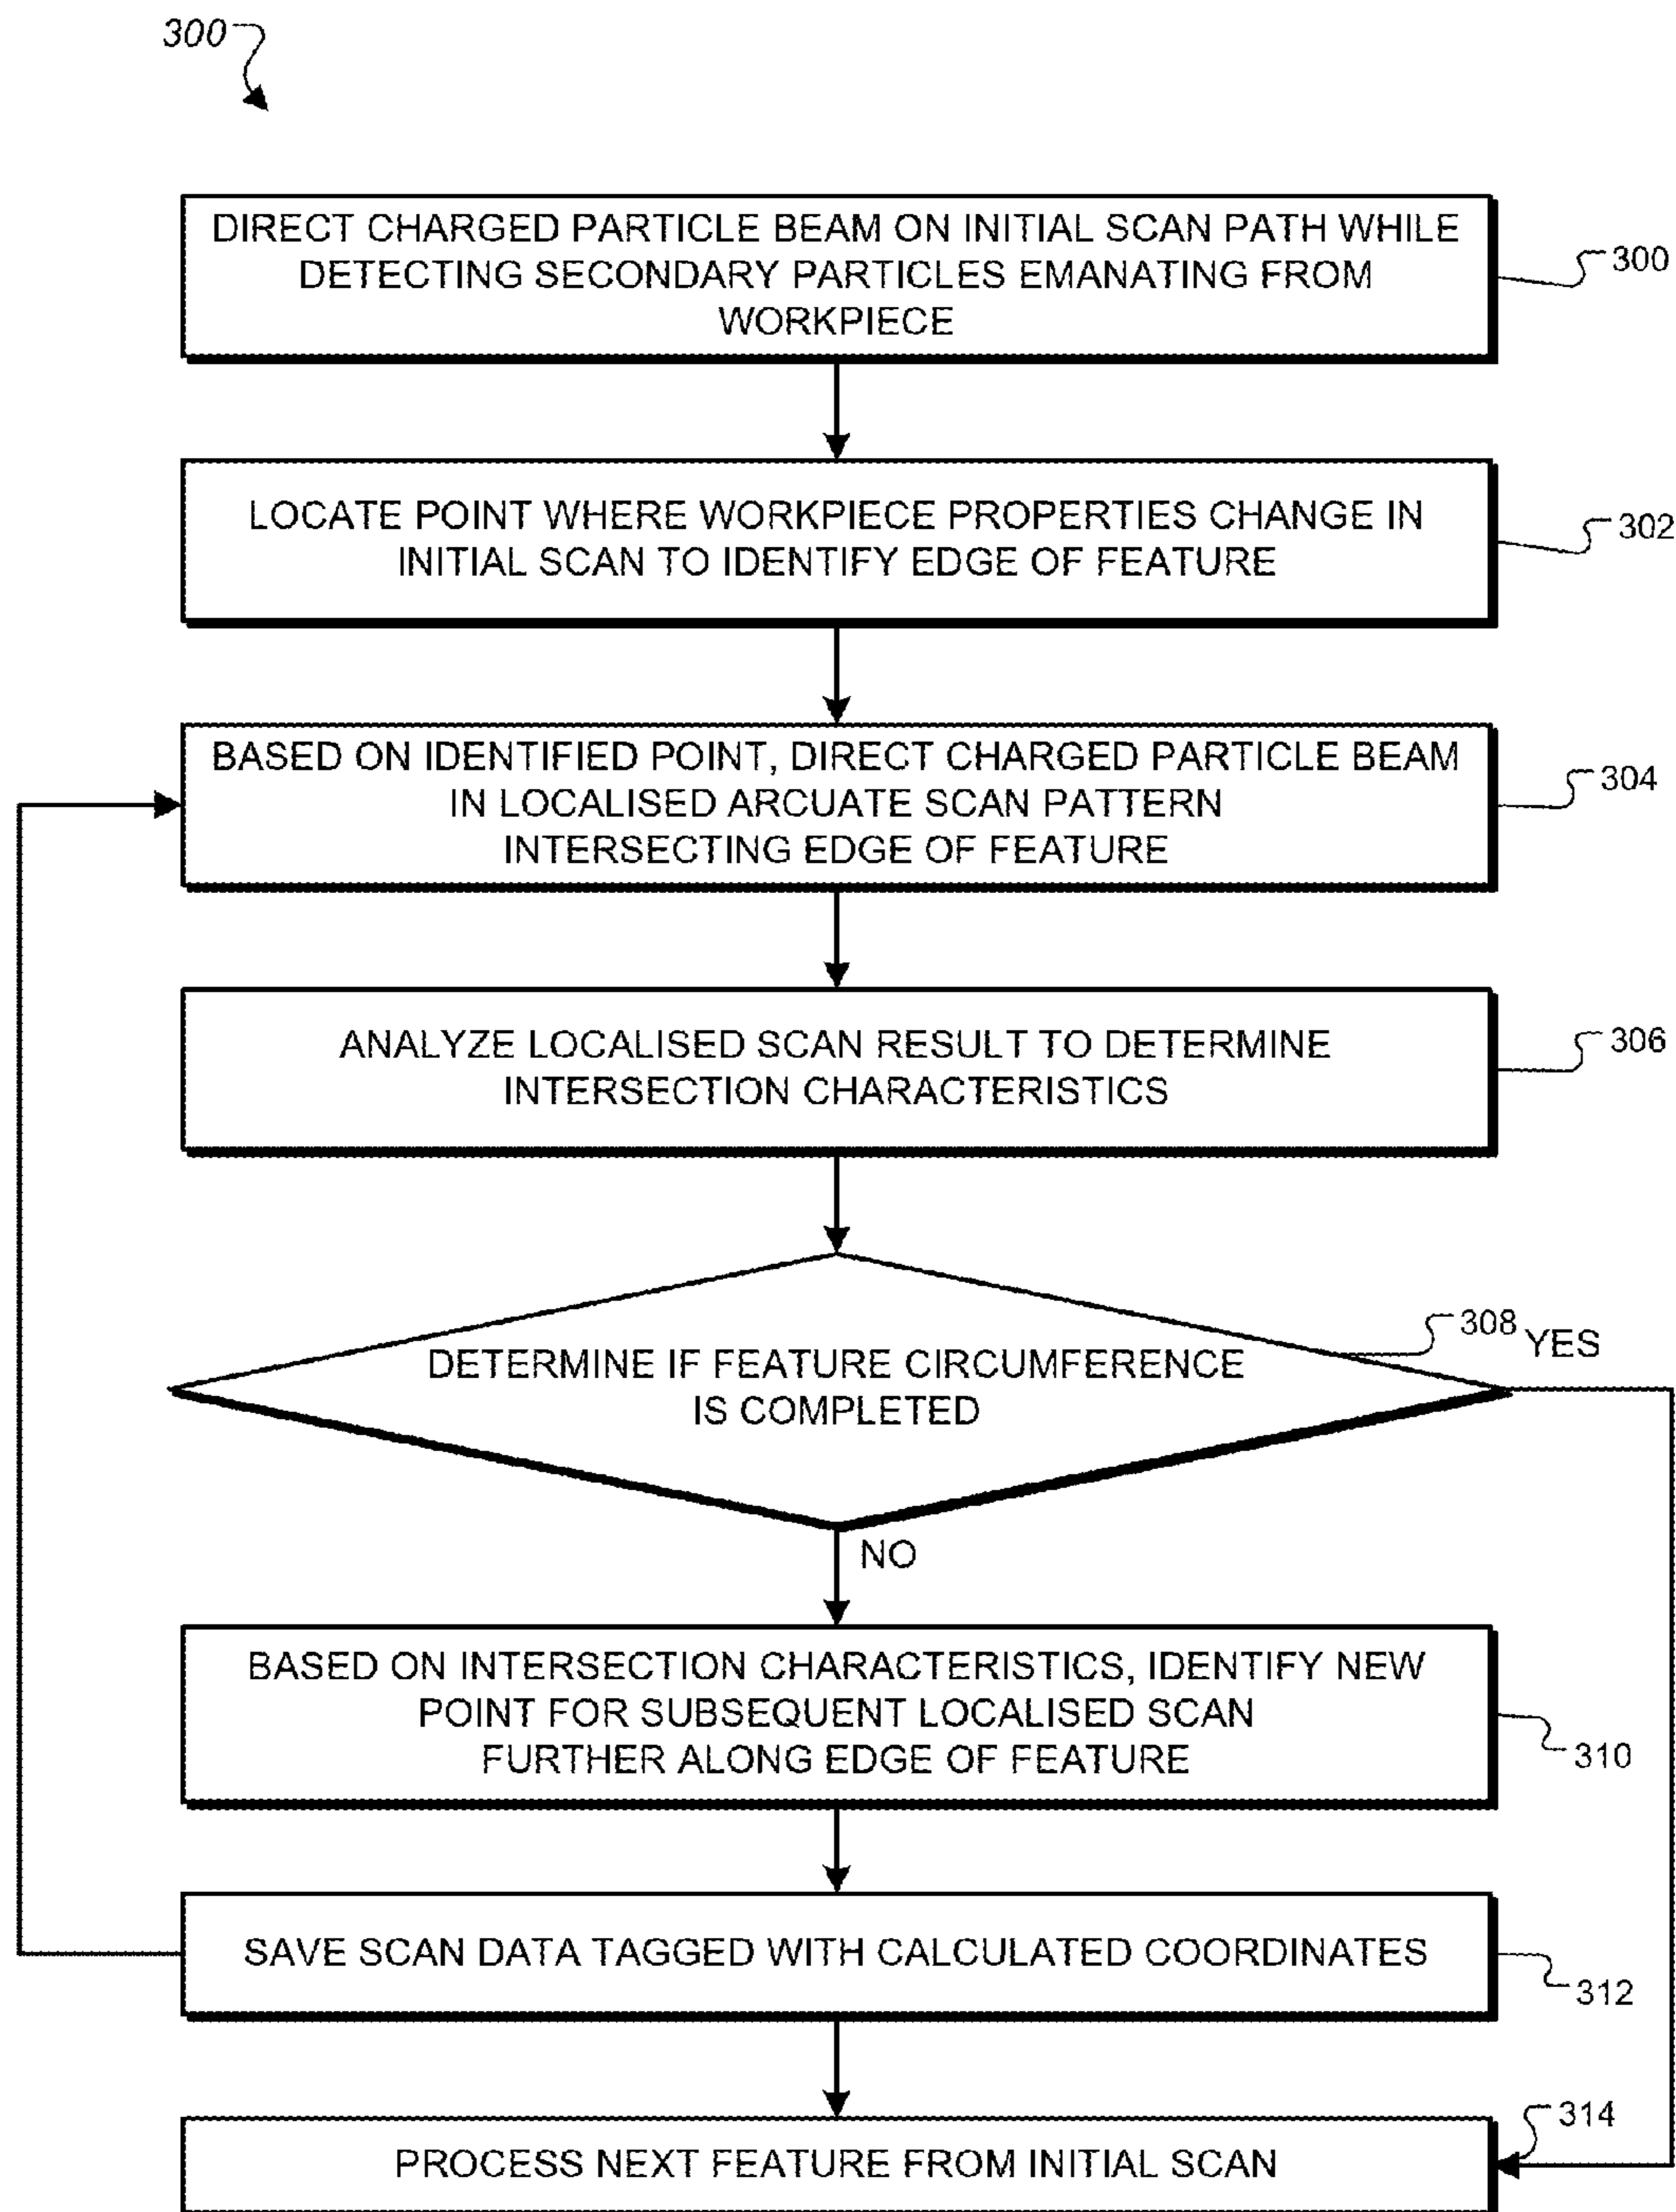 300
DIRECT CHARGED PARTICLE BEAM ON INITIAL SCAN PATH WHILE
DETECTING SECONDARY PARTICLES EMANATING FROM
WORKPIECE
300
LOCATE POINT WHERE WORKPIECE PROPERTIES CHANGE IN
INITIAL SCAN TO IDENTIFY EDGE OF FEATURE
302
BASED ON IDENTIFIED POINT, DIRECT CHARGED PARTICLE BEAM
IN LOCALISED ARCUATE SCAN PATTERN
INTERSECTING EDGE OF FEATURE
304
ANALYZE LOCALISED SCAN RESULT TO DETERMINE
INTERSECTION CHARACTERISTICS
306
DETERMINE IF FEATURE CIRCUMFERENCE
IS COMPLETED
308
YES
NO
BASED ON INTERSECTION CHARACTERISTICS, IDENTIFY NEW
POINT FOR SUBSEQUENT LOCALISED SCAN
FURTHER ALONG EDGE OF FEATURE
310
SAVE SCAN DATA TAGGED WITH CALCULATED COORDINATES
312
PROCESS NEXT FEATURE FROM INITIAL SCAN
314